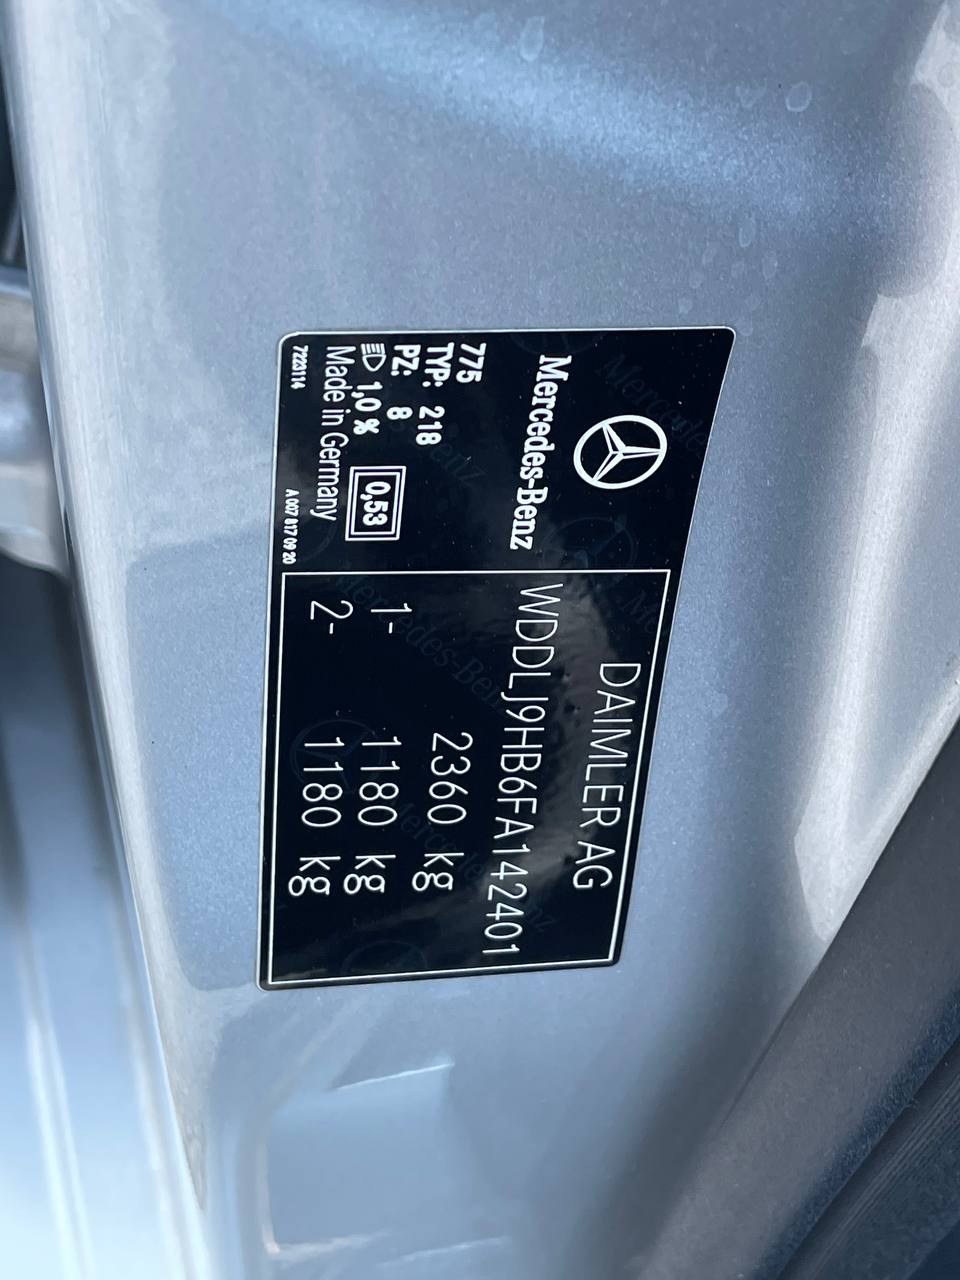 Mercedes-Benz
775
TYP: 218
PZ: 8
1,0 %
0,53
Made in Germany
7223114
A 007 817 09 20
DAIMLER AG
WDDLJ9HB6FA142401
2360 kg
1- 1180 kg
2- 1180 kg